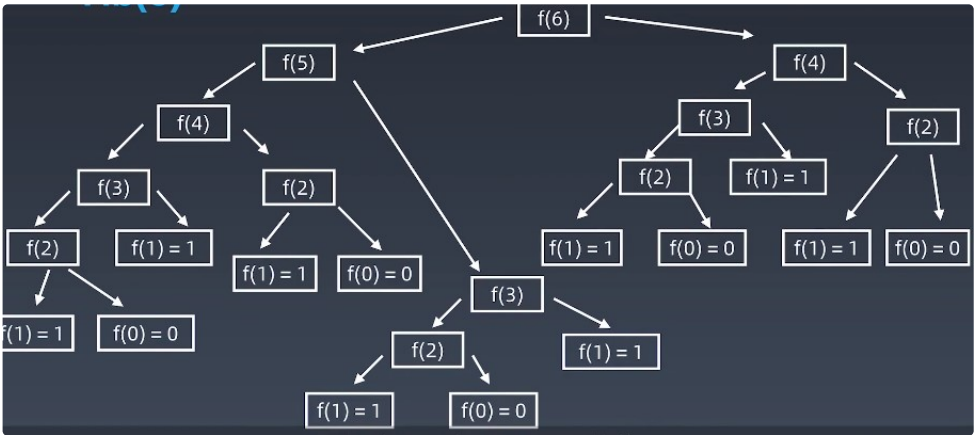 f(6)
f(5)
f(4)
f(4)
f(3)
f(2)
f(3)
f(2)
f(2)
f(1) = 1
f(2)
f(1) = 1
f(1) = 1
f(0) = 0
f(1) = 1
f(0) = 0
f(1) = 1
f(0) = 0
f(3)
f(1) = 1
f(0) = 0
f(2)
f(1) = 1
f(1) = 1
f(0) = 0